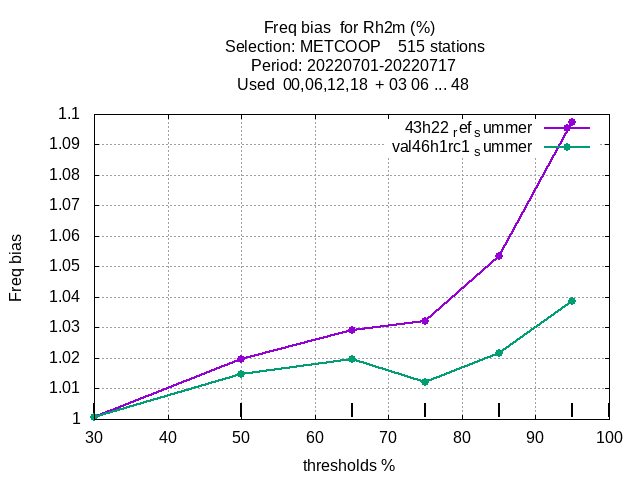 Freq bias  for Rh2m (%)
Selection: METCOOP    515 stations
Period: 20220701-20220717
Used  00,06,12,18  + 03 06 ... 48
43h22 ref summer
val46h1rc1 summer
1.1
1.09
1.08
1.07
1.06
1.05
1.04
1.03
1.02
1.01
1
Freq bias
30 40 50 60 70 80 90 100
thresholds %